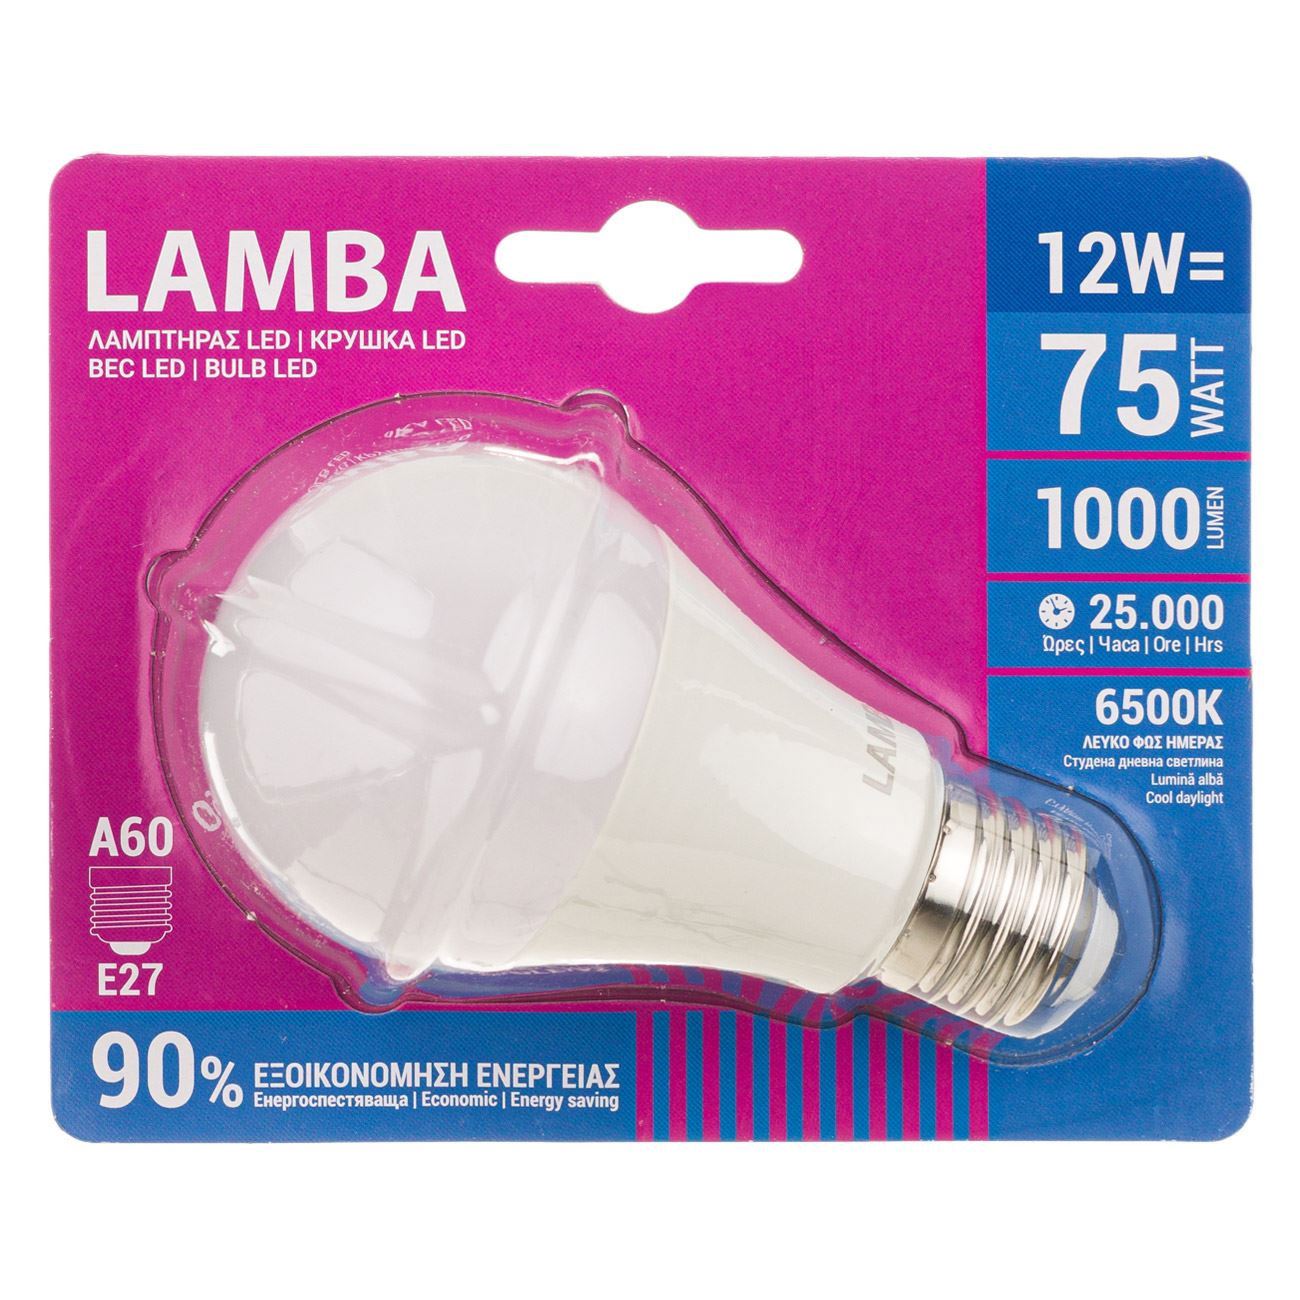 LAMBA
ΛΑΜΠΤΗΡΑΣ LED | КРУШКА LED
BEC LED | BULB LED
12W=
75 WATT
1000 LUMEN
25.000
Ώρες | Часа | Ore | Hrs
6500K
ΛΕΥΚΟ ΦΩΣ ΗΜΕΡΑΣ
Студена дневна светлина
Lumină albă
Cool daylight
LAM
A60
E27
90% ΕΞΟΙΚΟΝΟΜΗΣΗ ΕΝΕΡΓΕΙΑΣ
Енергоспестяваща | Economic | Energy saving